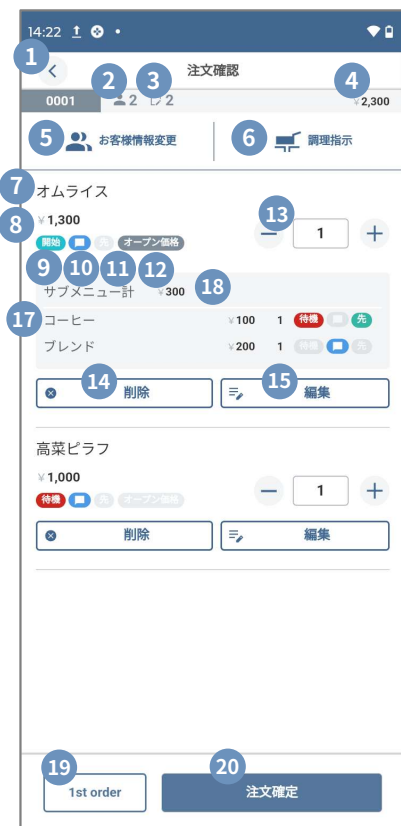 14:22
1
2
3
注文確認
4
0001
2
2
¥2,300
5
お客様情報変更
6
調理指示
7
オムライス
8
¥1,300
13
1
開始
先
オープン価格
9
10
11
12
サブメニュー計
¥300
18
17
コーヒー
¥100
1
待機
先
ブレンド
¥200
1
待機
先
14
削除
15
編集
高菜ピラフ
¥1,000
1
待機
先
オープン価格
削除
編集
19
1st order
20
注文確定